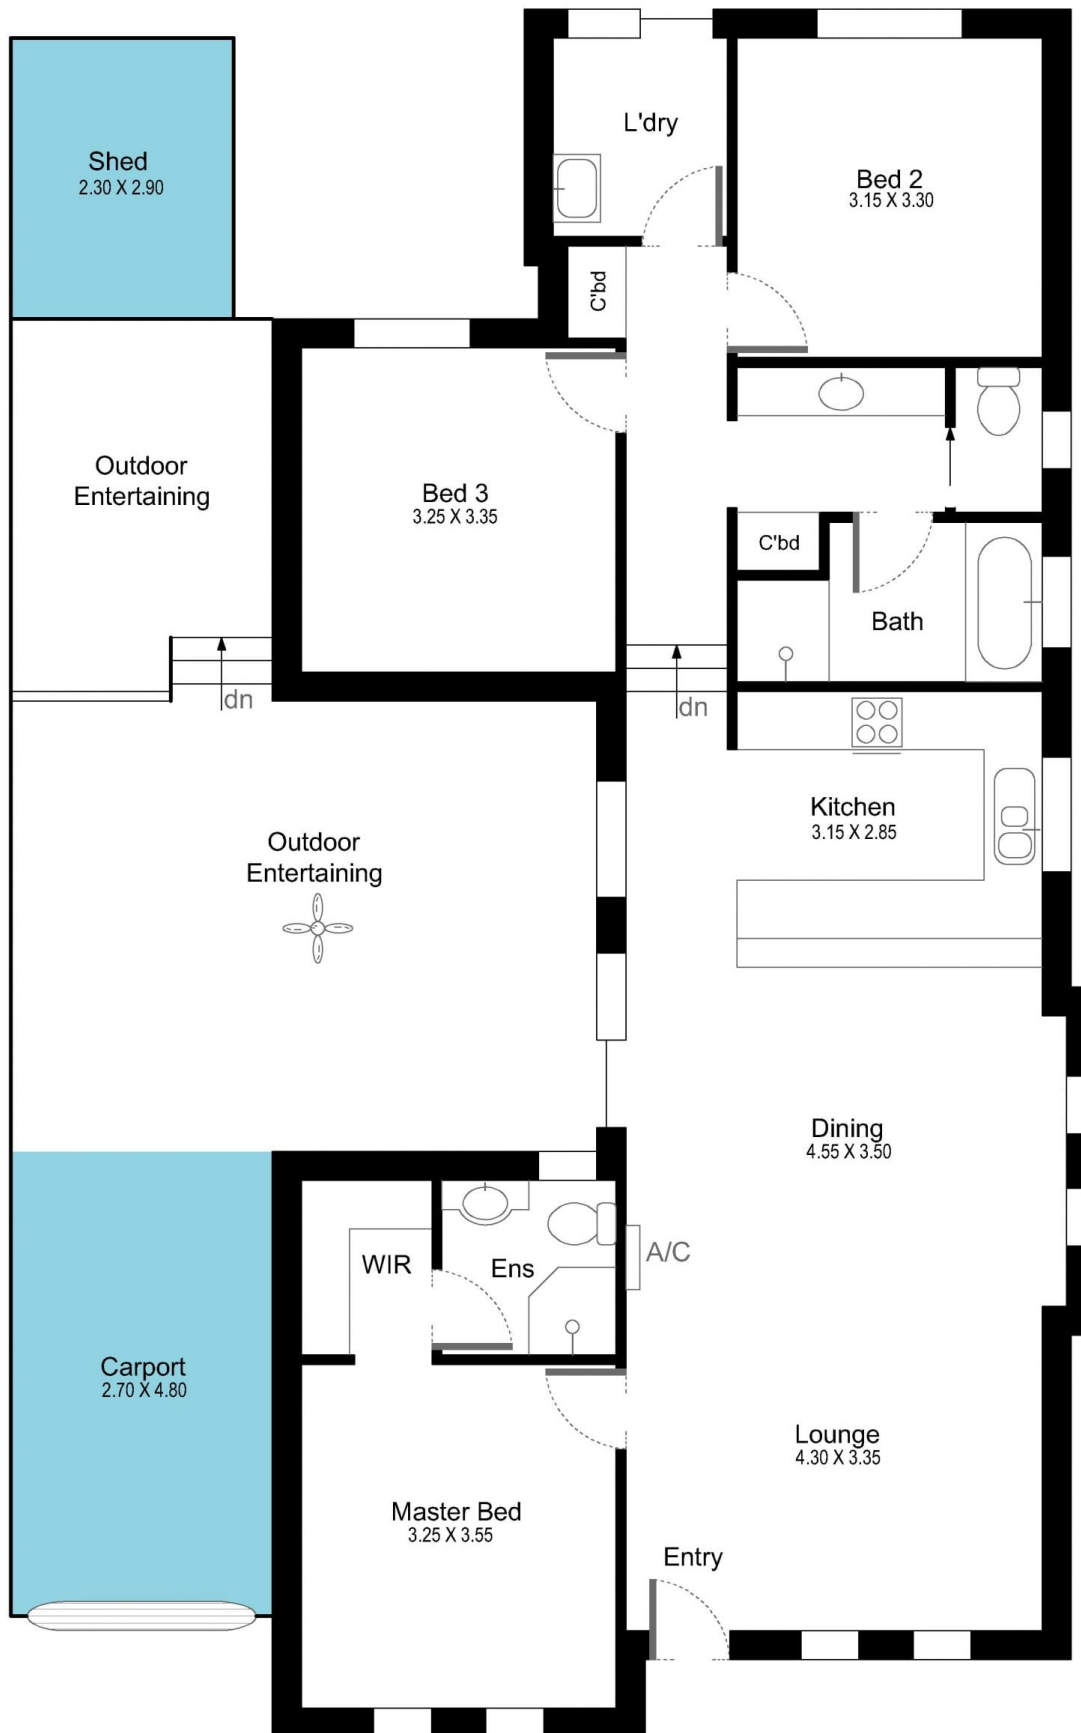 L'dry
Shed
2.30 X 2.90
Bed 2
3.15 X 3.30
C'bd
Outdoor
Entertaining
Bed 3
3.25 X 3.35
C'bd
Bath
dn
dn
Kitchen
3.15 X 2.85
Outdoor
Entertaining
Dining
4.55 X 3.50
A/C
WIR
Ens
Carport
2.70 X 4.80
Lounge
4.30 X 3.35
Master Bed
3.25 X 3.55
Entry